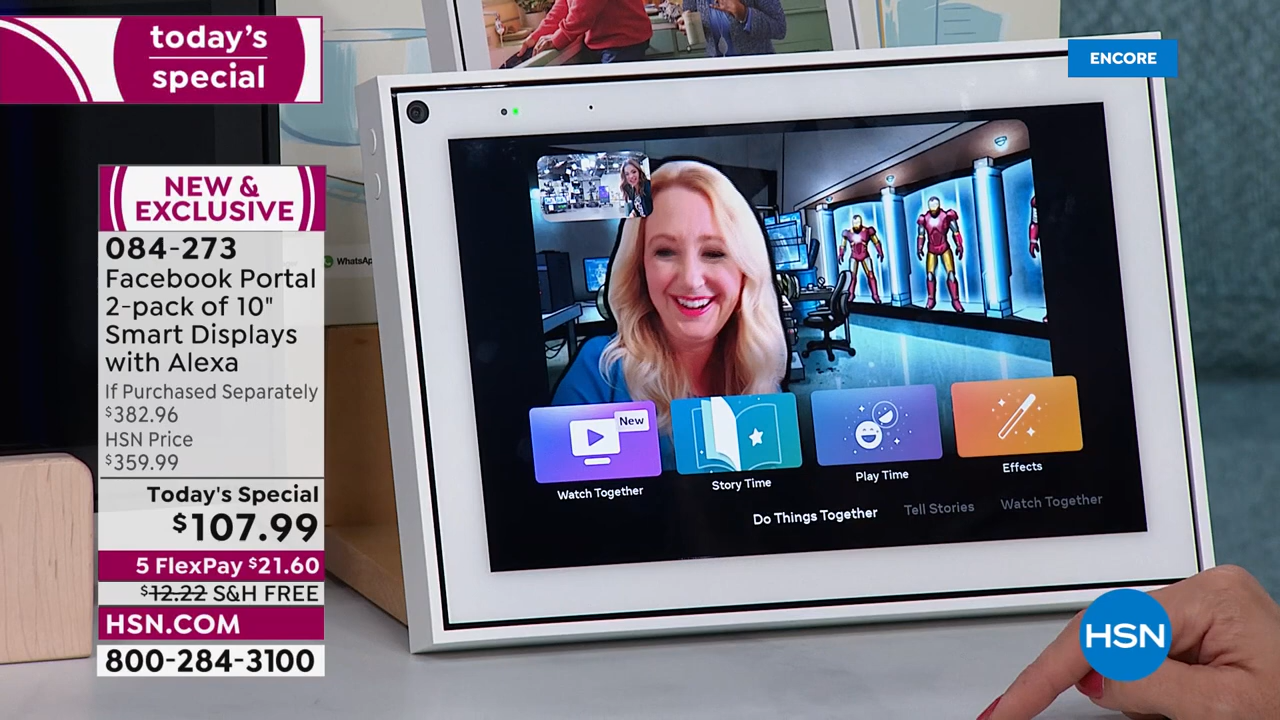 today's
special
ENCORE
NEW &
EXCLUSIVE
084-273
Facebook Portal
2-pack of 10"
Smart Displays
with Alexa
If Purchased Separately
$382.96
HSN Price
$359.99
Today's Special
$107.99
5 FlexPay $21.60
$12.22 S&H FREE
HSN.COM
800-284-3100
WhatsApp
New
Watch Together
Story Time
Play Time
Effects
Do Things Together
Tell Stories
Watch Together
HSN